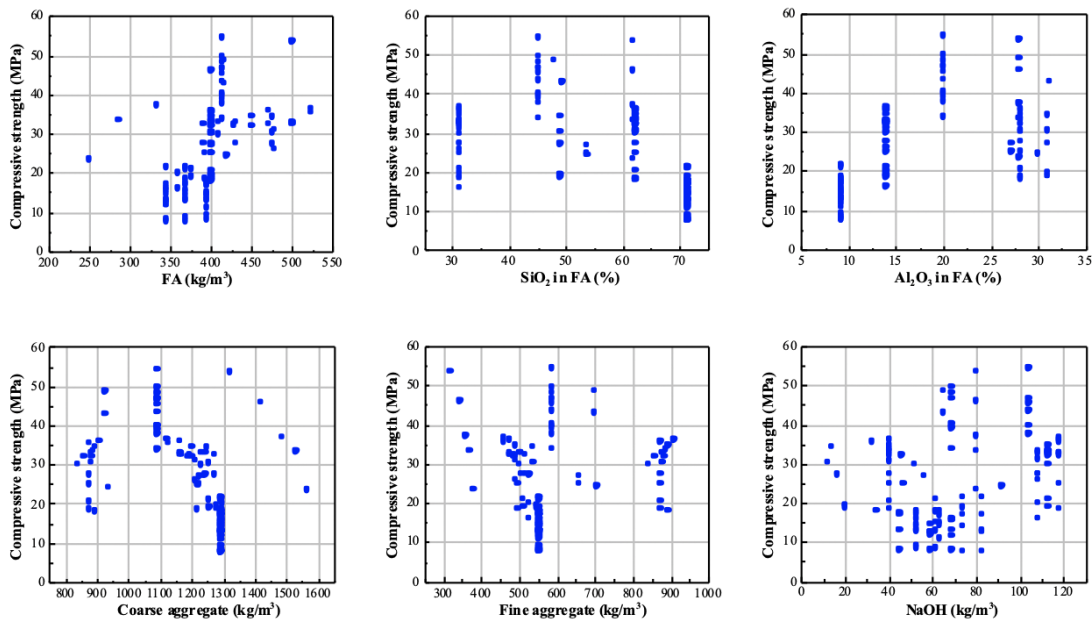 60
50
40
30
20
10
0
Compressive strength (MPa)
200 250 300 350 400 450 500 550
FA (kg/m³)
60
50
40
30
20
10
0
Compressive strength (MPa)
30 40 50 60 70
SiO₂ in FA (%)
60
50
40
30
20
10
0
Compressive strength (MPa)
5 10 15 20 25 30 35
Al₂O₃ in FA (%)
60
50
40
30
20
10
0
Compressive strength (MPa)
800 900 1000 1100 1200 1300 1400 1500 1600
Coarse aggregate (kg/m³)
60
50
40
30
20
10
0
Compressive strength (MPa)
300 400 500 600 700 800 900 1000
Fine aggregate (kg/m³)
60
50
40
30
20
10
0
Compressive strength (MPa)
0 20 40 60 80 100 120
NaOH (kg/m³)